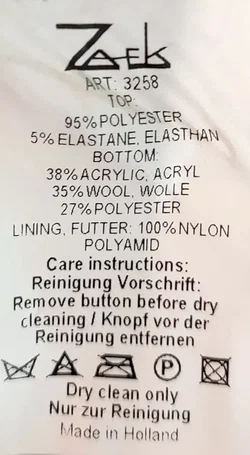 Zaek
ART: 3258
TOP:
95% POLYESTER
5% ELASTANE, ELASTHAN
BOTTOM:
38% ACRYLIC, ACRYL
35% WOOL, WOLLE
27% POLYESTER
LINING, FUTTER: 100% NYLON
POLYAMID
Care instructions:
Reinigung Vorschrift:
Remove button before dry
cleaning / Knopf vor der
Reinigung entfernen
P
Dry clean only
Nur zur Reinigung
Made in Holland